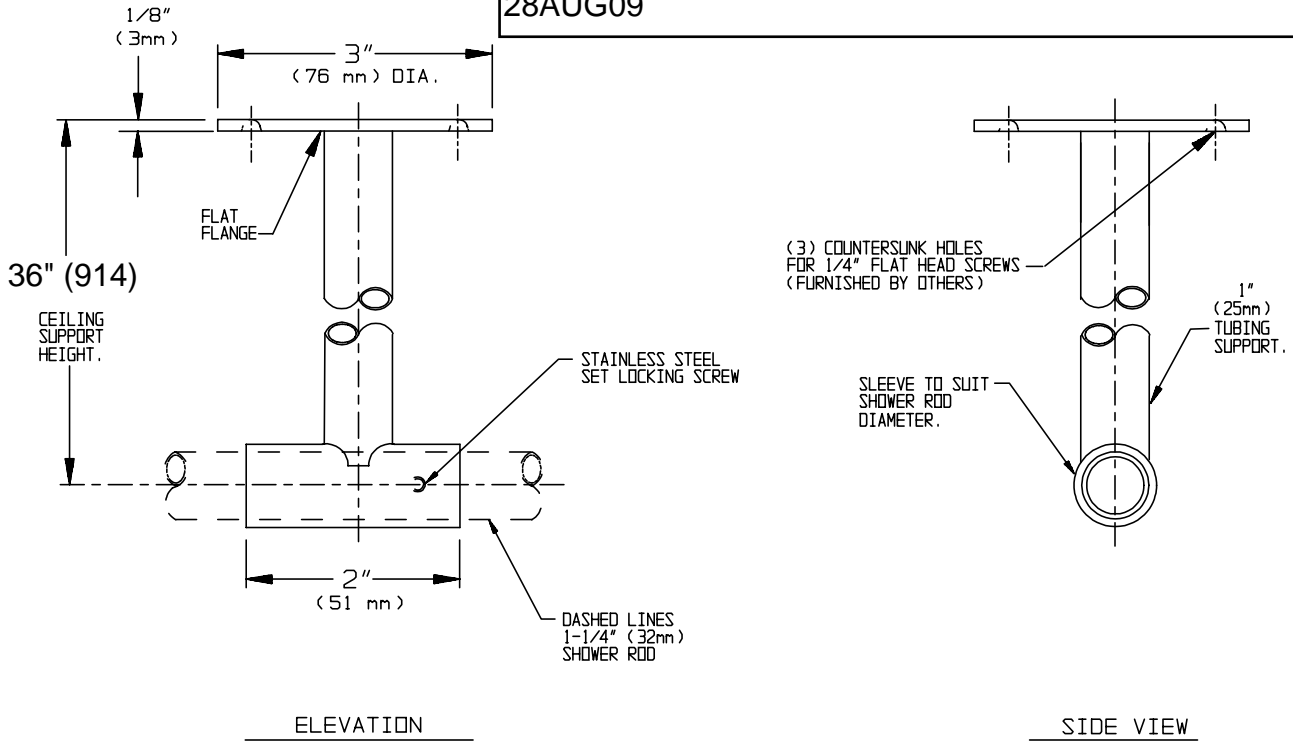 28AUG09
1/8"
(3mm)
3"
(76 mm) DIA.
FLAT
FLANGE
36" (914)
CEILING
SUPPORT
HEIGHT.
STAINLESS STEEL
SET LOCKING SCREW
2"
(51 mm)
DASHED LINES
1-1/4" (32mm)
SHOWER ROD
ELEVATION
(3) COUNTERSUNK HOLES
FOR 1/4" FLAT HEAD SCREWS
(FURNISHED BY OTHERS)
1"
(25mm)
TUBING
SUPPORT.
SLEEVE TO SUIT
SHOWER ROD
DIAMETER.
SIDE VIEW